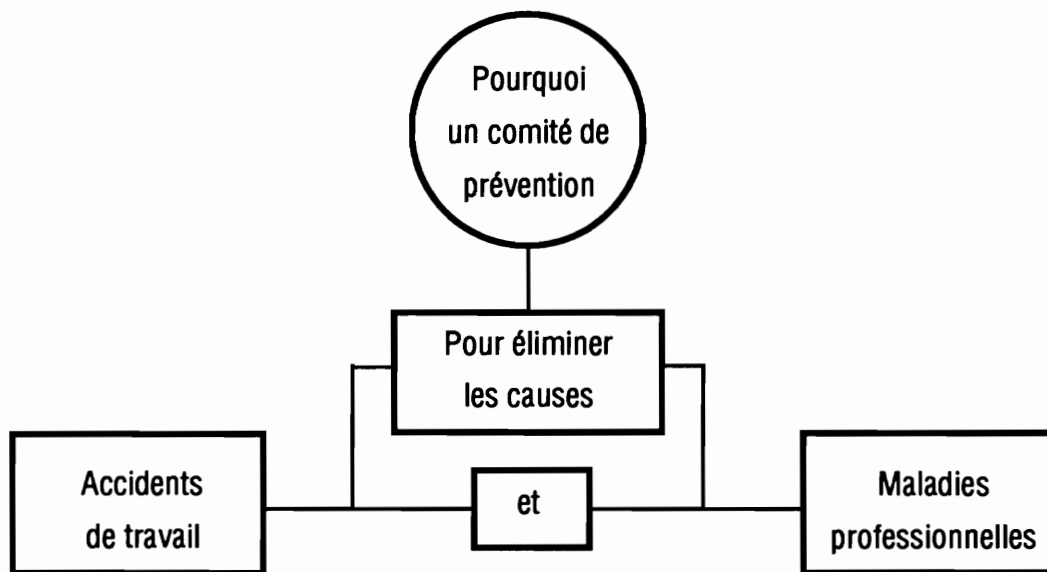 Pourquoi
un comité de
prévention
Pour éliminer
les causes
Accidents
de travail
et
Maladies
professionnelles